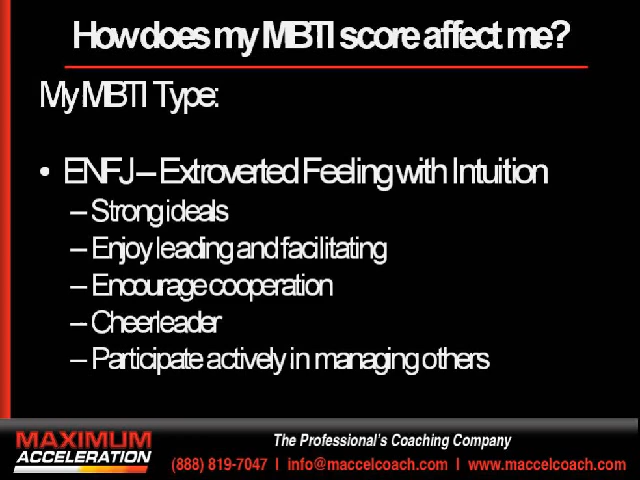 How does my MBTI score affect me?
My MBTI Type:
• ENFJ – Extroverted Feeling with Intuition
– Strong ideals
– Enjoy leading and facilitating
– Encourage cooperation
– Cheerleader
– Participate actively in managing others
MAXIMUM
ACCELERATION
The Professional's Coaching Company
(888) 819-7047 | info@maccelcoach.com | www.maccelcoach.com